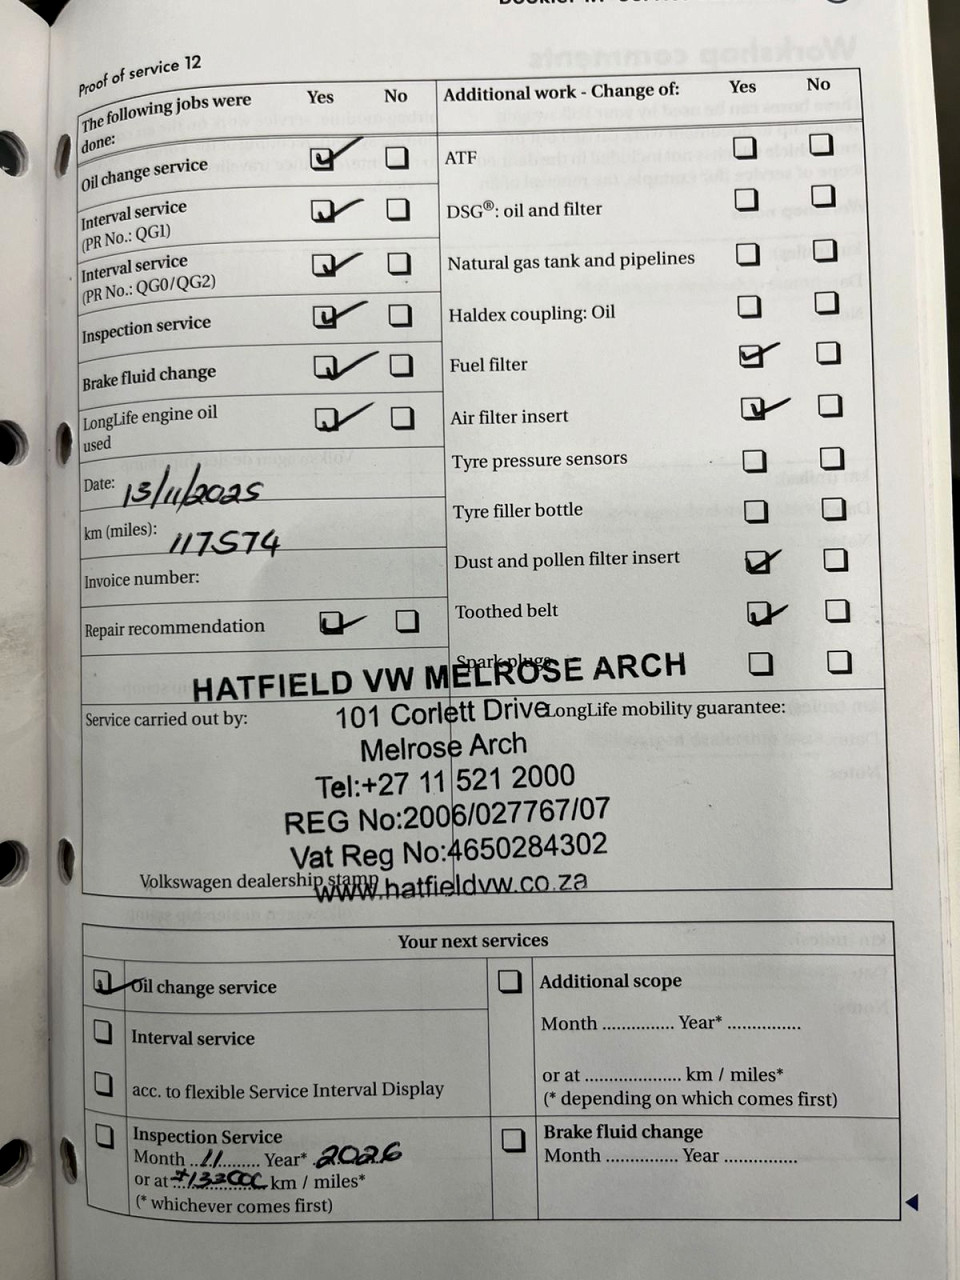 Proof of service 12
The following jobs were done: Yes No
Oil change service
Interval service
(PR No.: QG1)
Interval service
(PR No.: QG0/QG2)
Inspection service
Brake fluid change
LongLife engine oil
used
Date: 13/11/2025
km (miles): 117574
Invoice number:
Repair recommendation
Additional work - Change of: Yes No
ATF
DSG®: oil and filter
Natural gas tank and pipelines
Haldex coupling: Oil
Fuel filter
Air filter insert
Tyre pressure sensors
Tyre filler bottle
Dust and pollen filter insert
Toothed belt
Spark plugs
HATFIELD VW MELROSE ARCH
Service carried out by:
101 Corlett Drive
LongLife mobility guarantee:
Melrose Arch
Tel:+27 11 521 2000
REG No:2006/027767/07
Vat Reg No:4650284302
Volkswagen dealership stamp
www.hatfieldvw.co.za
Your next services
Oil change service
Interval service
acc. to flexible Service Interval Display
Inspection Service
Month ..11......... Year* 2026
or at ..133000 km / miles*
(* whichever comes first)
Additional scope
Month ............... Year* ...............
or at .................... km / miles*
(* depending on which comes first)
Brake fluid change
Month ............... Year ...............